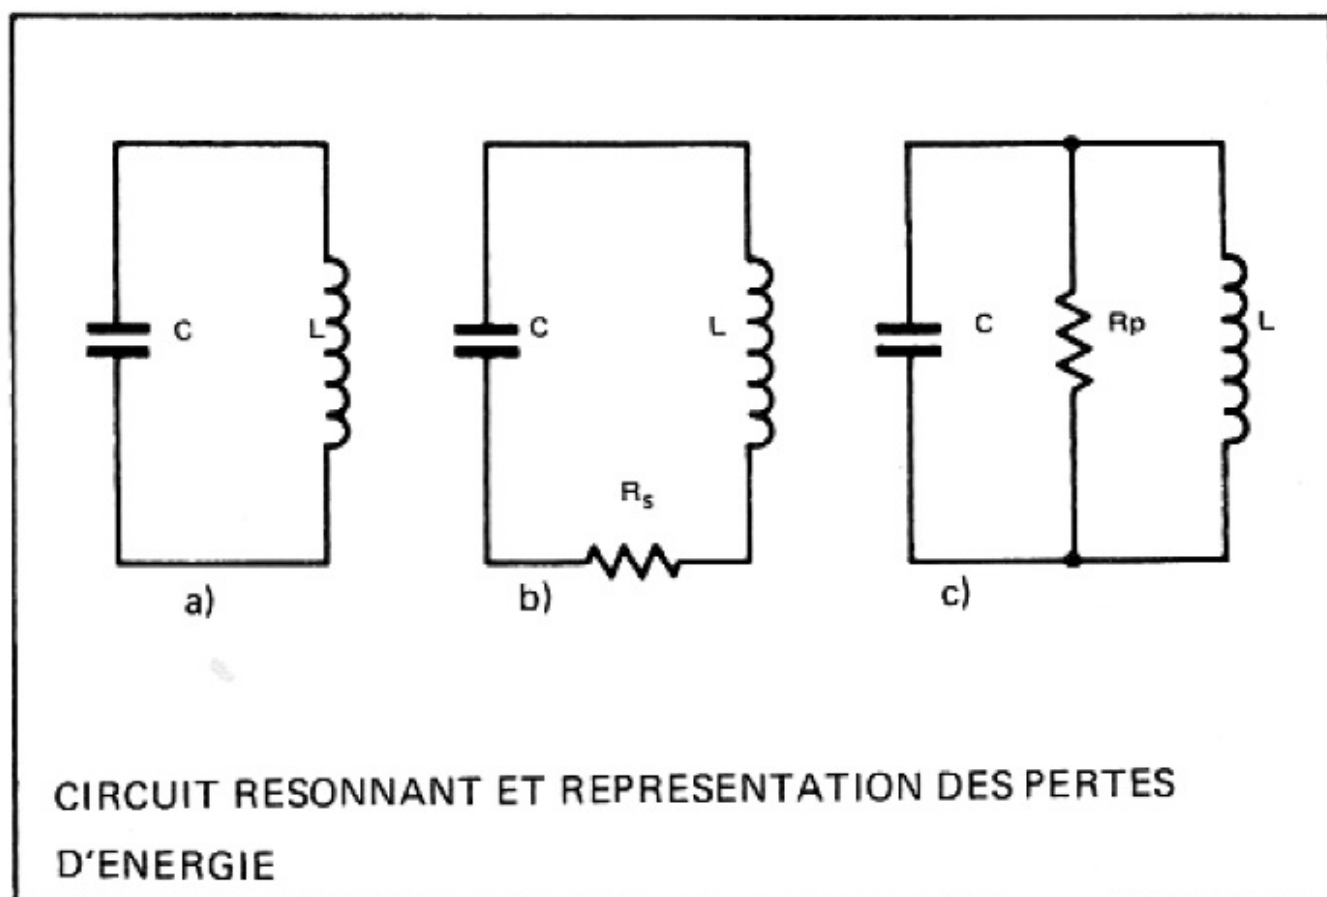 C
L
a)
C
L
Rs
b)
C
Rp
L
c)
CIRCUIT RESONNANT ET REPRESENTATION DES PERTES
D'ENERGIE